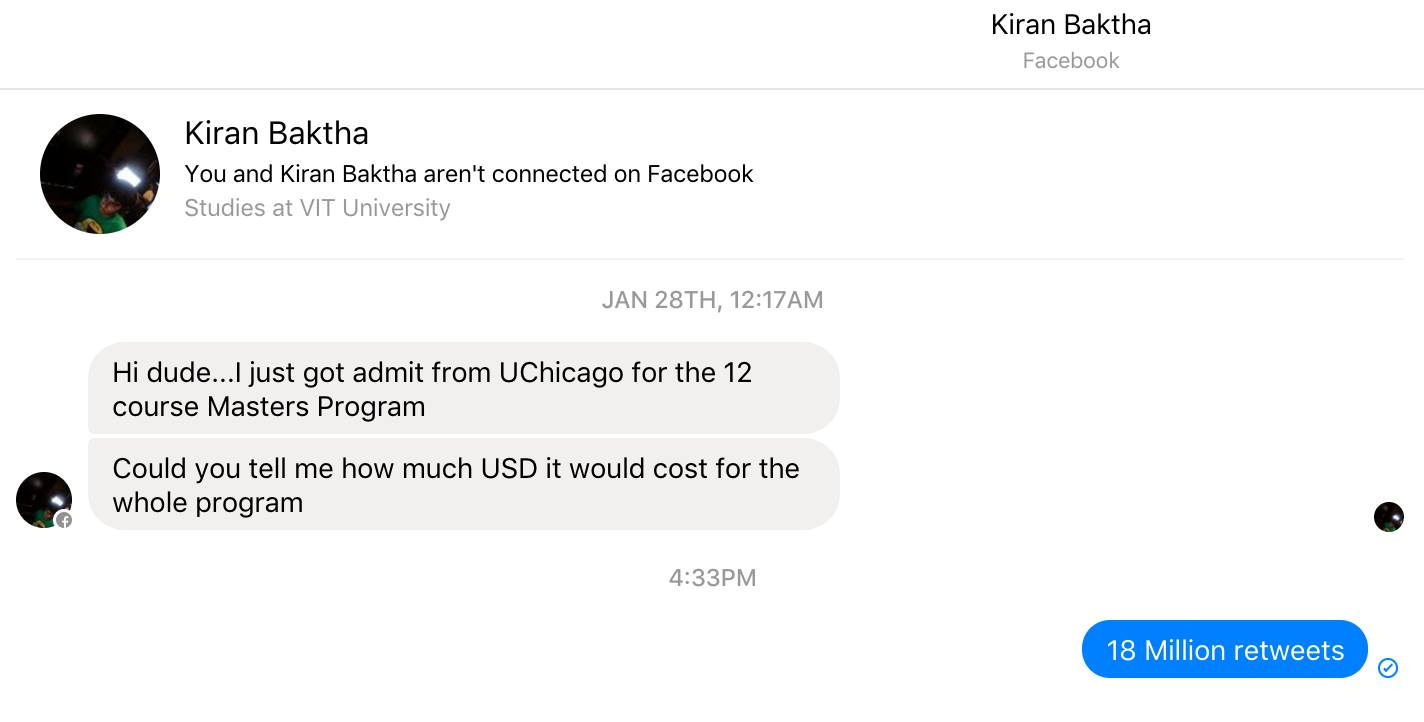 Kiran Baktha
Facebook
Kiran Baktha
You and Kiran Baktha aren't connected on Facebook
Studies at VIT University
JAN 28TH, 12:17AM
Hi dude...I just got admit from UChicago for the 12
course Masters Program
Could you tell me how much USD it would cost for the
whole program
4:33PM
18 Million retweets